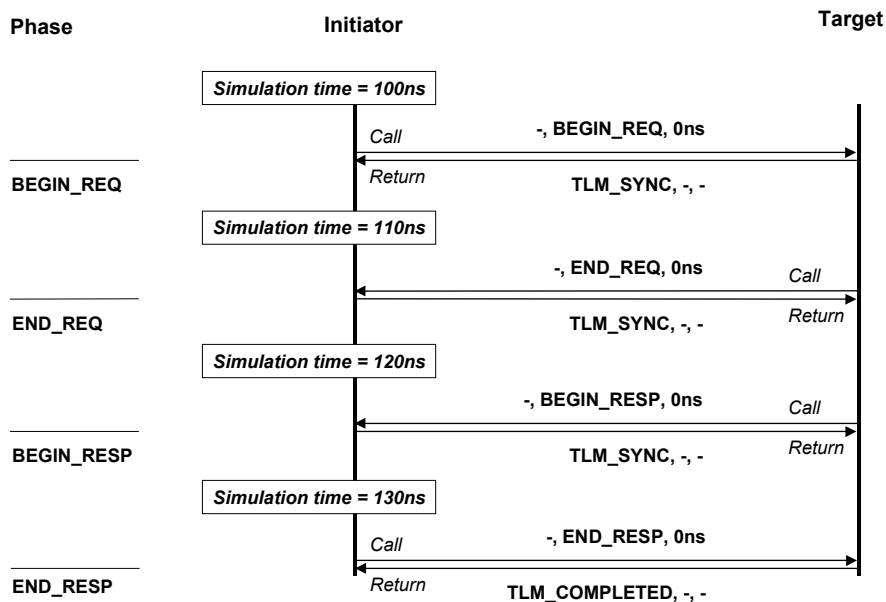 Phase Initiator Target
Simulation time = 100ns
-, BEGIN_REQ, 0ns
Call
Return
BEGIN_REQ TLM_SYNC, -, -
Simulation time = 110ns
-, END_REQ, 0ns Call
END_REQ TLM_SYNC, -, - Return
Simulation time = 120ns
-, BEGIN_RESP, 0ns Call
BEGIN_RESP TLM_SYNC, -, - Return
Simulation time = 130ns
Call -, END_RESP, 0ns
END_RESP Return TLM_COMPLETED, -, -